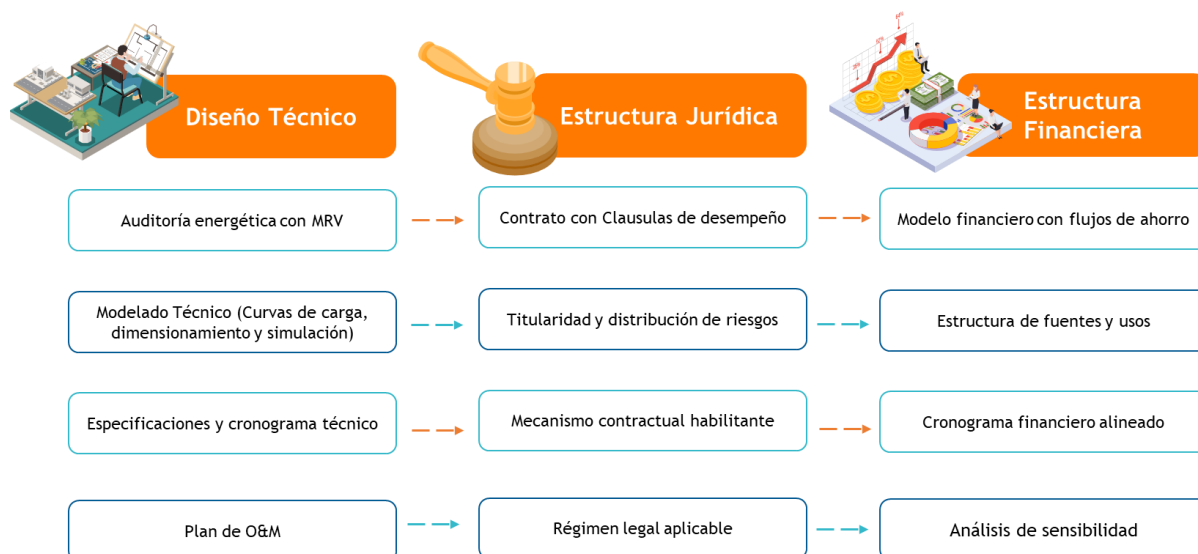 Diseño Técnico
Estructura Jurídica
Estructura
Financiera
Auditoría energética con MRV
Contrato con Clausulas de desempeño
Modelo financiero con flujos de ahorro
Modelado Técnico (Curvas de carga,
dimensionamiento y simulación)
Titularidad y distribución de riesgos
Estructura de fuentes y usos
Especificaciones y cronograma técnico
Mecanismo contractual habilitante
Cronograma financiero alineado
Plan de O&M
Régimen legal aplicable
Análisis de sensibilidad